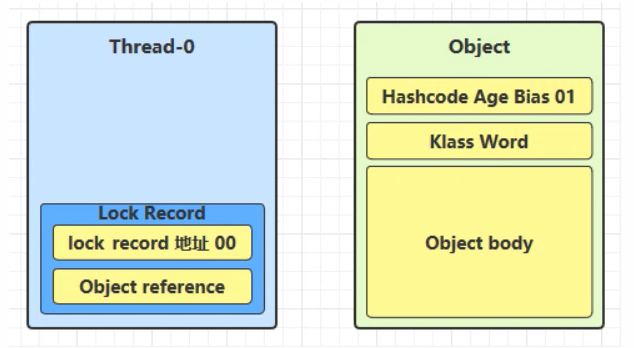 Thread-0
Lock Record
lock record 地址 00
Object reference
Object
Hashcode Age Bias 01
Klass Word
Object body